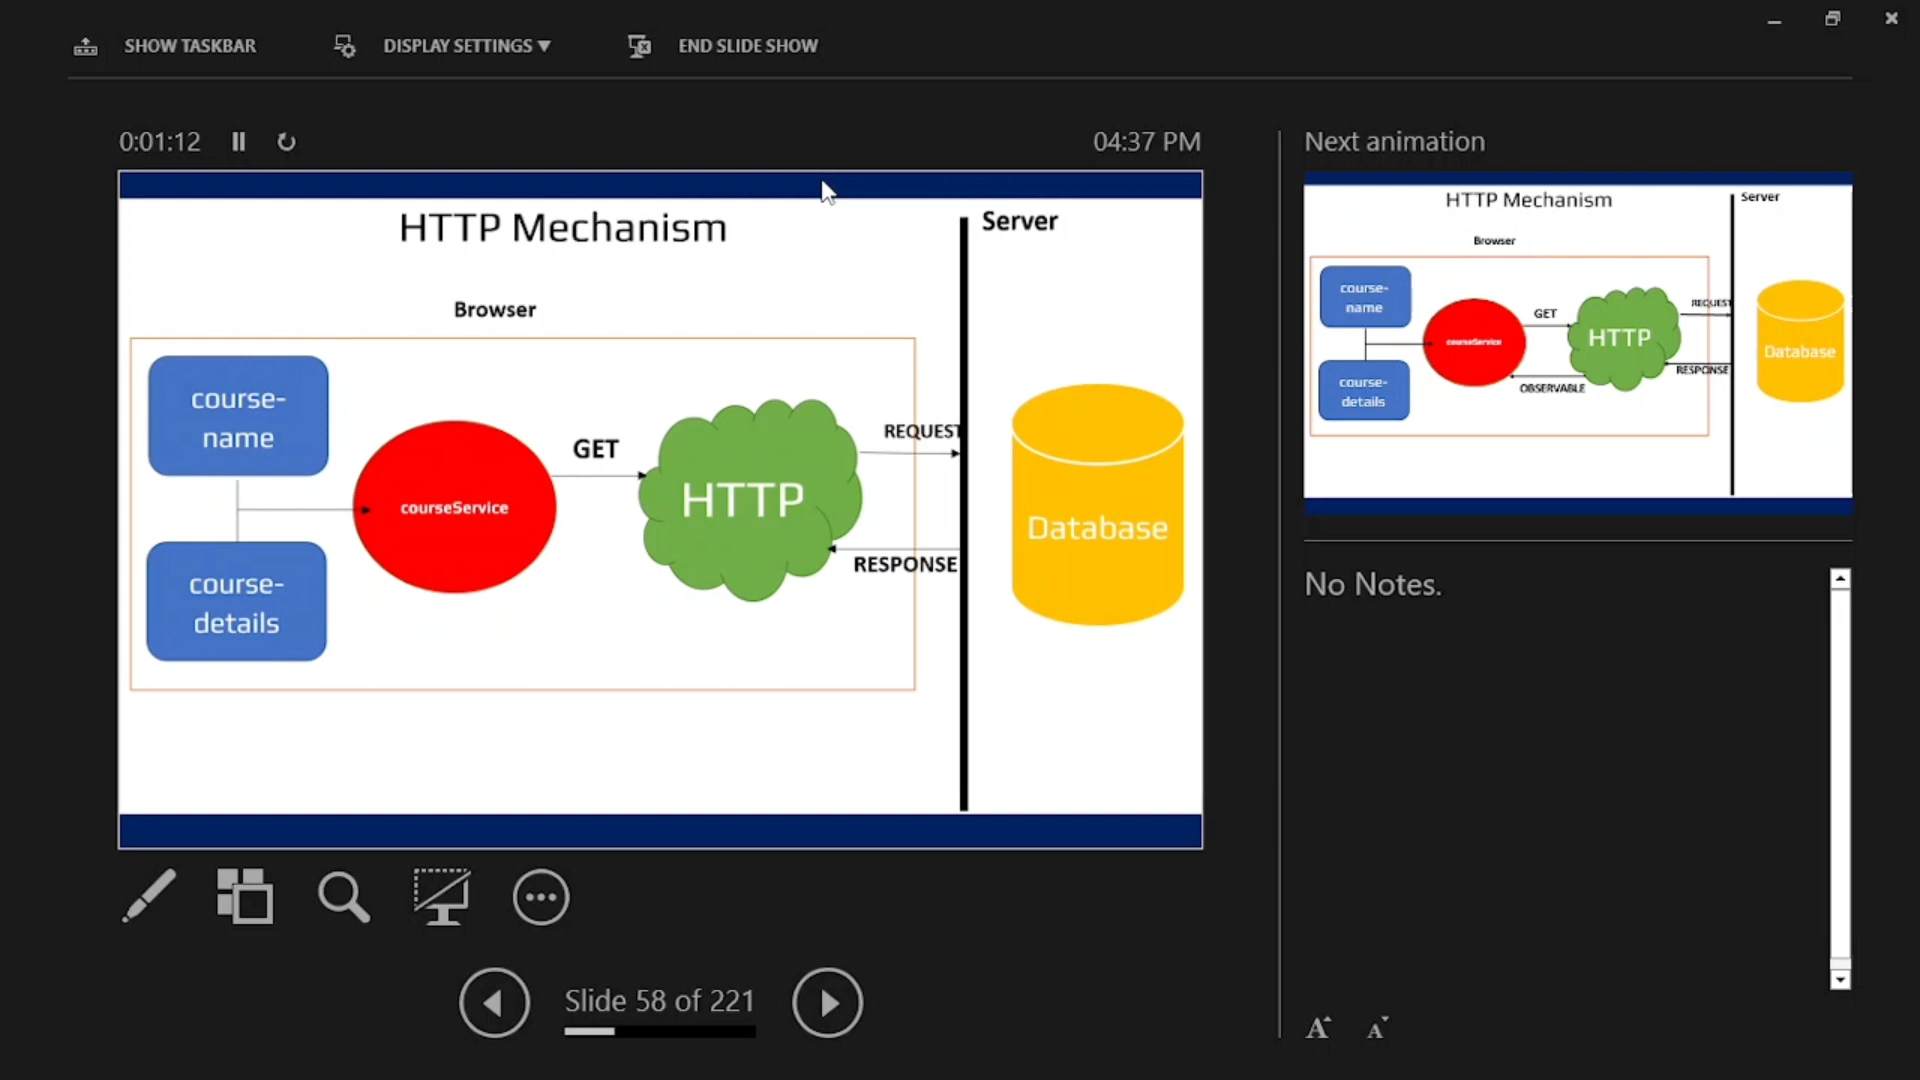 SHOW TASKBAR
DISPLAY SETTINGS ▼
END SLIDE SHOW
0:01:12
04:37 PM
HTTP Mechanism
Server
Browser
course-
name
courseService
GET
HTTP
REQUEST
RESPONSE
Database
course-
details
Next animation
HTTP Mechanism
Server
Browser
course-
name
courseService
GET
HTTP
REQUEST
RESPONSE
OBSERVABLE
Database
course-
details
No Notes.
Slide 58 of 221
A
A